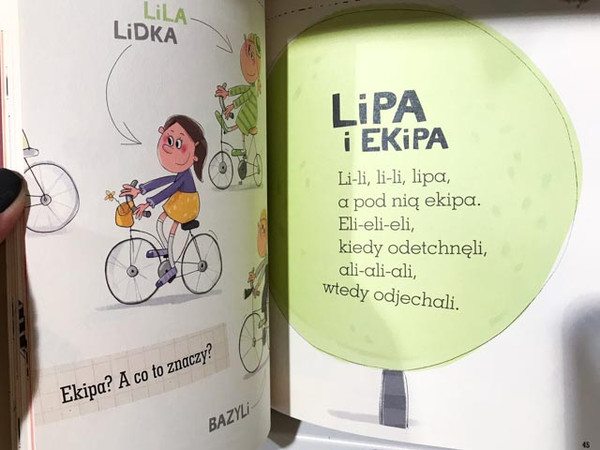 LiLA
LiDKA
Ekipa? A co to znaczy?
BAZYLi
LiPA
i EKiPA
Li-li, li-li, lipa,
a pod nią ekipa.
Eli-eli-eli,
kiedy odetchnęli,
ali-ali-ali,
wtedy odjechali.
45